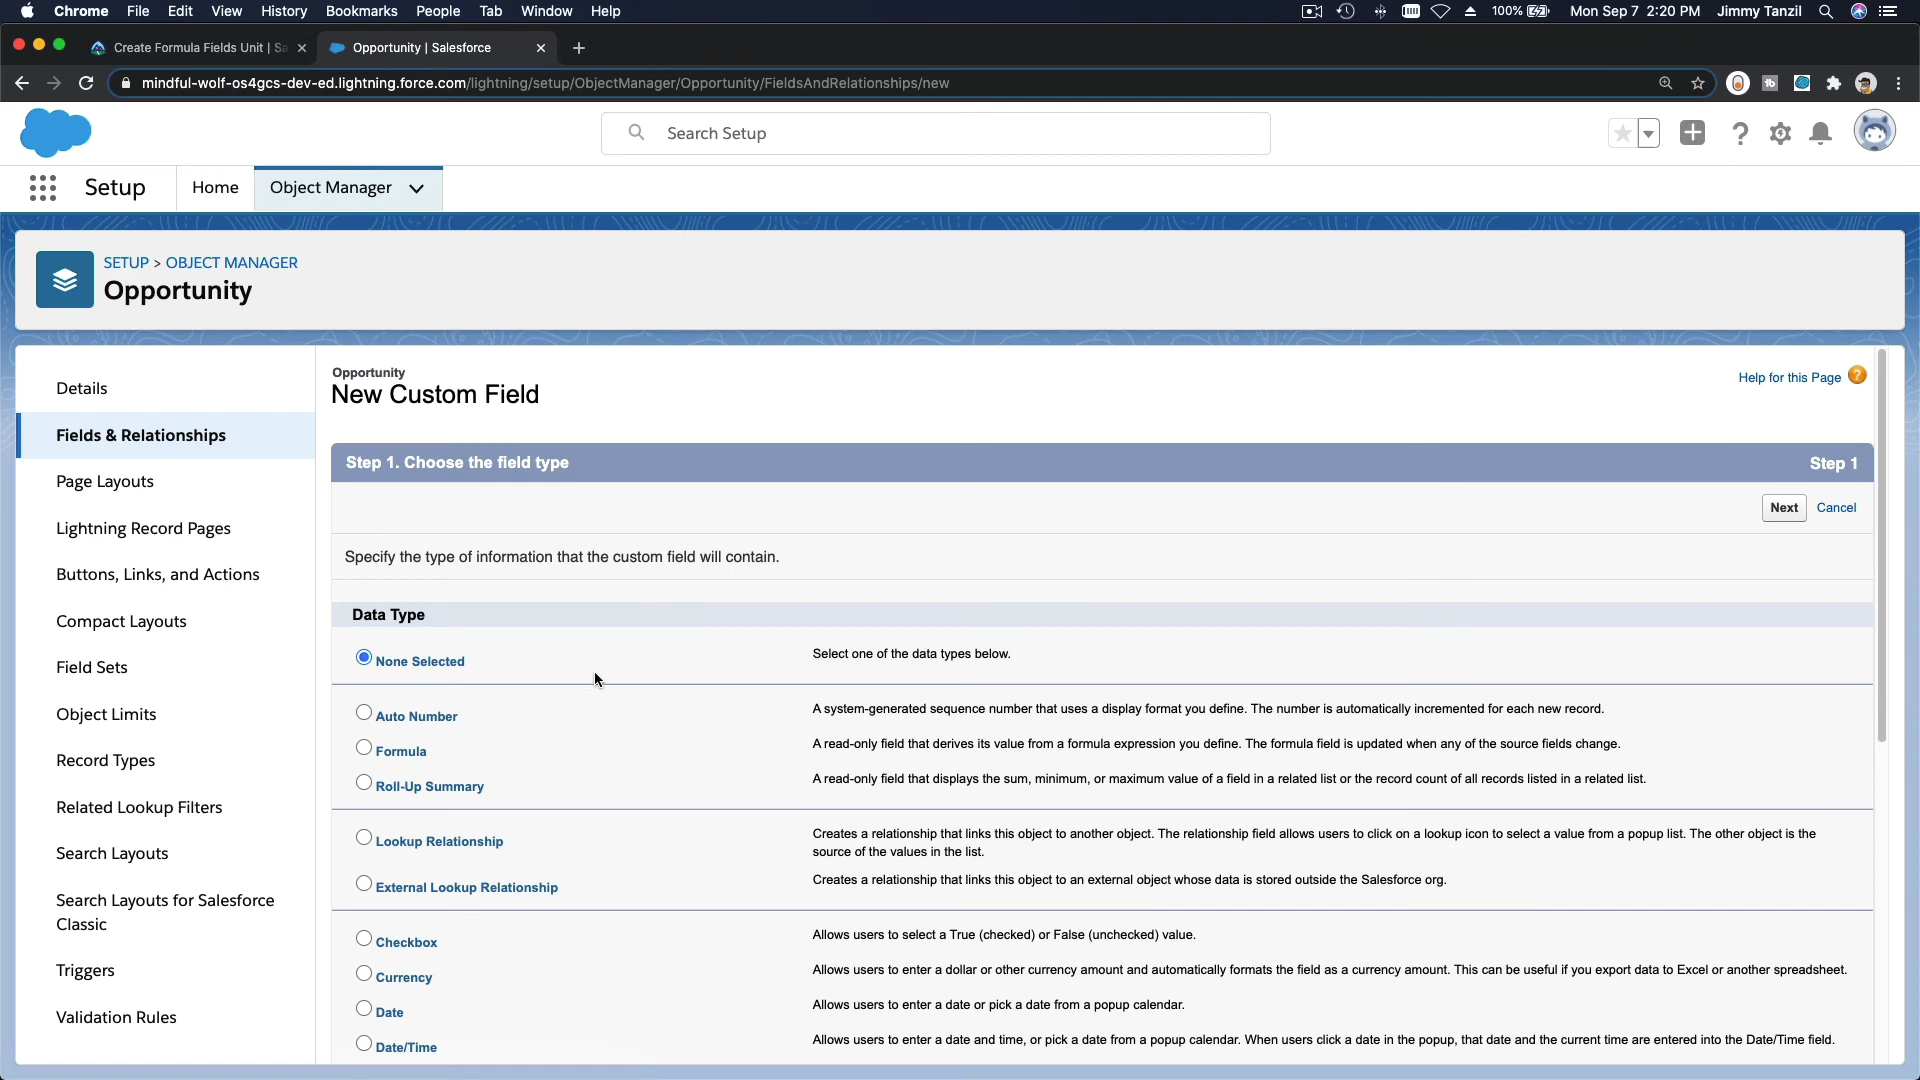 Chrome File Edit View History Bookmarks People Tab Window Help 100% Mon Sep 7 2:20 PM Jimmy Tanzil
Create Formula Fields Unit | Sa
Opportunity | Salesforce
mindful-wolf-os4gcs-dev-ed.lightning.force.com/lightning/setup/ObjectManager/Opportunity/FieldsAndRelationships/new
Search Setup
Setup Home Object Manager
SETUP > OBJECT MANAGER
Opportunity
Details
Fields & Relationships
Page Layouts
Lightning Record Pages
Buttons, Links, and Actions
Compact Layouts
Field Sets
Object Limits
Record Types
Related Lookup Filters
Search Layouts
Search Layouts for Salesforce
Classic
Triggers
Validation Rules
Opportunity
New Custom Field
Help for this Page ?
Step 1. Choose the field type Step 1
Next Cancel
Specify the type of information that the custom field will contain.
Data Type
None Selected Select one of the data types below.
Auto Number A system-generated sequence number that uses a display format you define. The number is automatically incremented for each new record.
Formula A read-only field that derives its value from a formula expression you define. The formula field is updated when any of the source fields change.
Roll-Up Summary A read-only field that displays the sum, minimum, or maximum value of a field in a related list or the record count of all records listed in a related list.
Lookup Relationship Creates a relationship that links this object to another object. The relationship field allows users to click on a lookup icon to select a value from a popup list. The other object is the
source of the values in the list.
External Lookup Relationship Creates a relationship that links this object to an external object whose data is stored outside the Salesforce org.
Checkbox Allows users to select a True (checked) or False (unchecked) value.
Currency Allows users to enter a dollar or other currency amount and automatically formats the field as a currency amount. This can be useful if you export data to Excel or another spreadsheet.
Date Allows users to enter a date or pick a date from a popup calendar.
Date/Time Allows users to enter a date and time, or pick a date from a popup calendar. When users click a date in the popup, that date and the current time are entered into the Date/Time field.